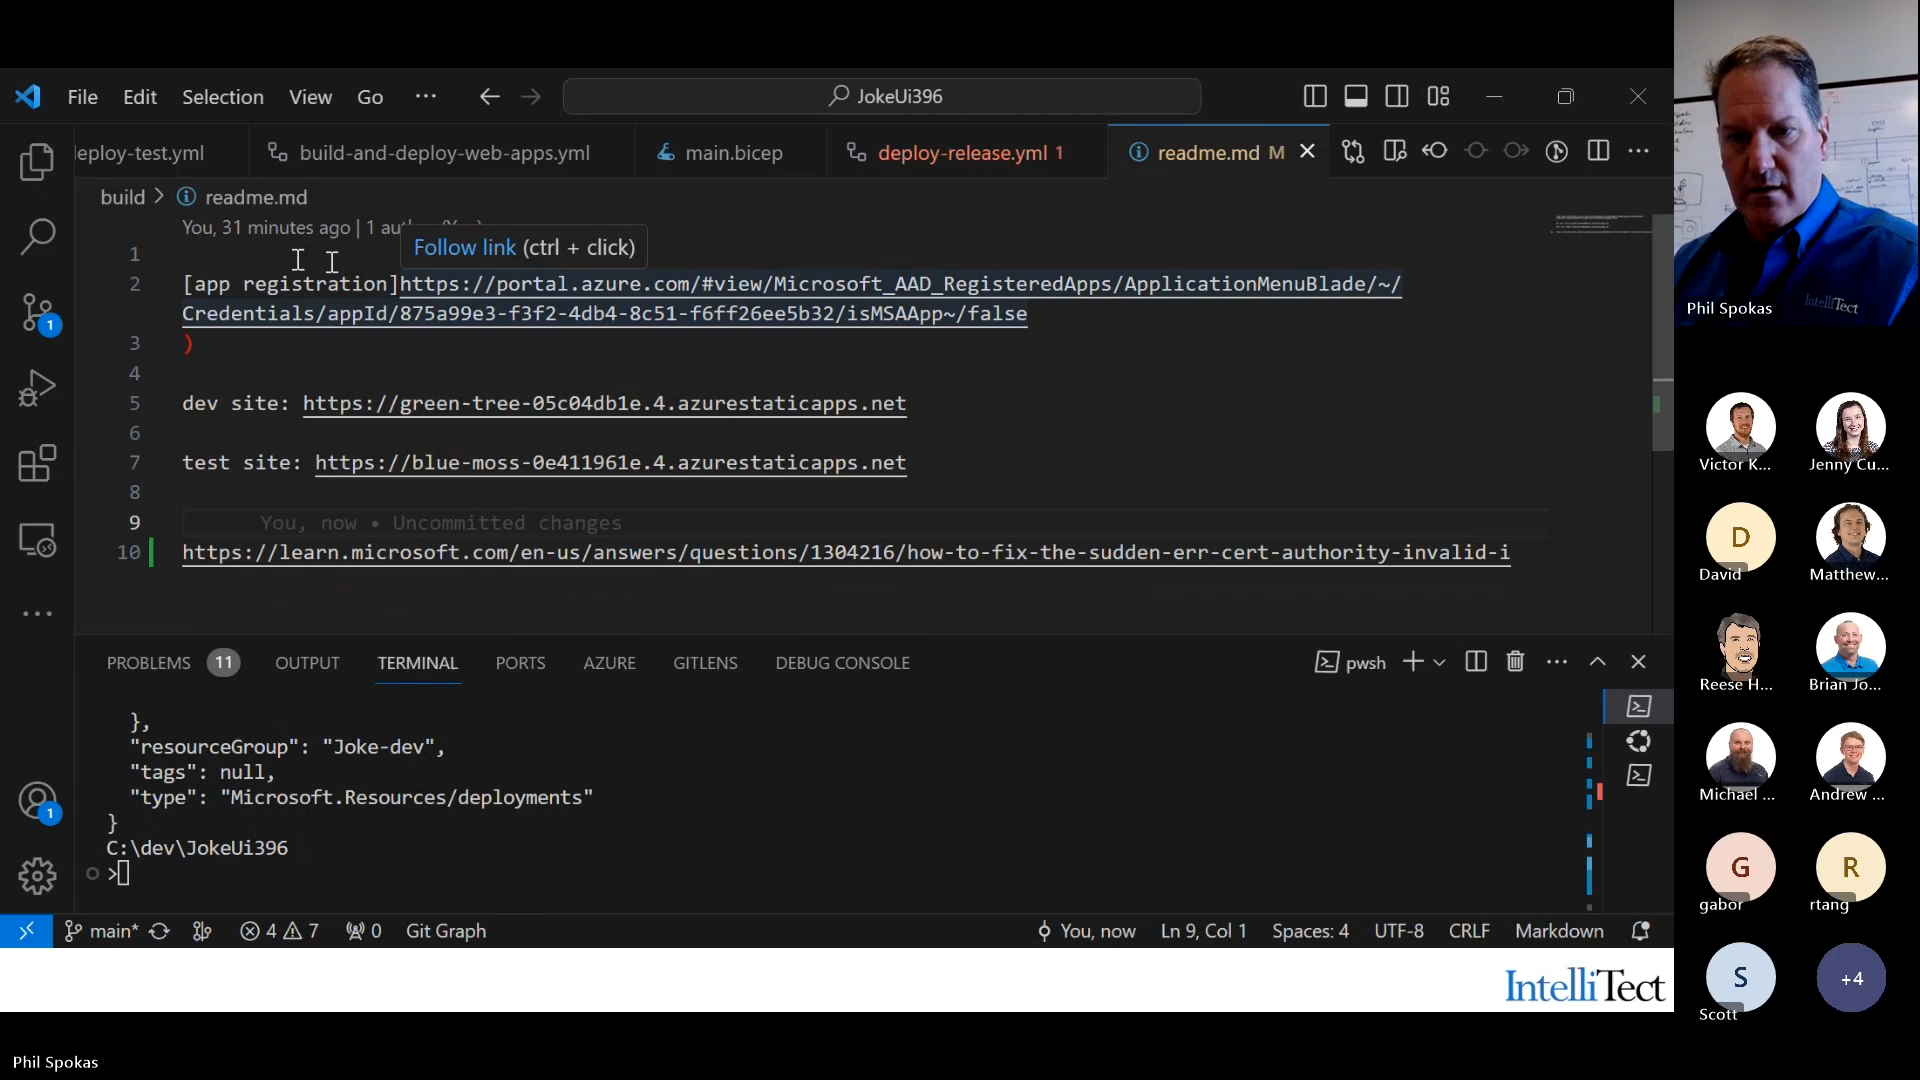 File Edit Selection View Go ··· JokeUi396
eploy-test.yml build-and-deploy-web-apps.yml main.bicep deploy-release.yml 1 readme.md M
build > readme.md
You, 31 minutes ago | 1 au
Follow link (ctrl + click)
1
2 [app registration]https://portal.azure.com/#view/Microsoft_AAD_RegisteredApps/ApplicationMenuBlade/~/
Credentials/appId/875a99e3-f3f2-4db4-8c51-f6ff26ee5b32/isMSAApp~/false
3 )
4
5 dev site: https://green-tree-05c04db1e.4.azurestaticapps.net
6
7 test site: https://blue-moss-0e411961e.4.azurestaticapps.net
8
9 You, now • Uncommitted changes
10 https://learn.microsoft.com/en-us/answers/questions/1304216/how-to-fix-the-sudden-err-cert-authority-invalid-i
1
1
PROBLEMS 11 OUTPUT TERMINAL PORTS AZURE GITLENS DEBUG CONSOLE pwsh
},
"resourceGroup": "Joke-dev",
"tags": null,
"type": "Microsoft.Resources/deployments"
}
C:\dev\JokeUi396
>
main* 4 7 0 Git Graph You, now Ln 9, Col 1 Spaces: 4 UTF-8 CRLF Markdown
IntelliTect
Phil Spokas
IntelliTect
Phil Spokas
Victor K... Jenny Cu...
D
David Matthew...
Reese H... Brian Jo...
Michael ... Andrew ...
G R
gabor rtang
S +4
Scott